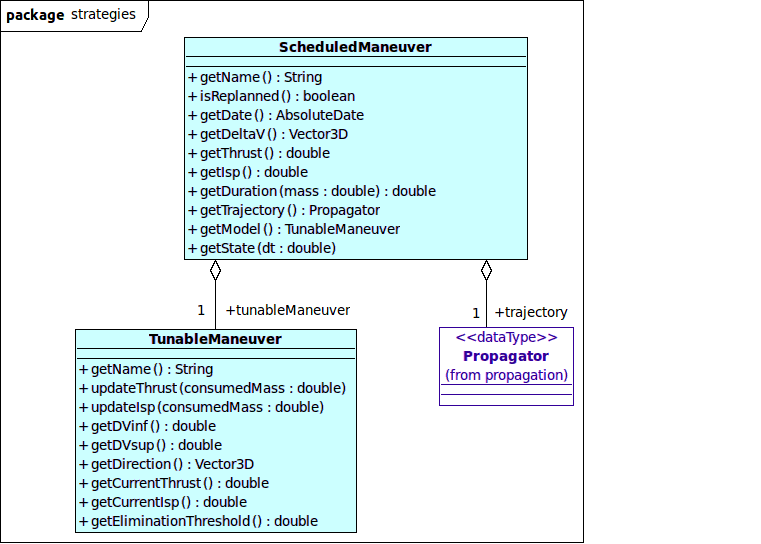 package strategies
ScheduledManeuver
+getName() : String
+isReplanned() : boolean
+getDate() : AbsoluteDate
+getDeltaV() : Vector3D
+getThrust() : double
+getIsp() : double
+getDuration(mass : double) : double
+getTrajectory() : Propagator
+getModel() : TunableManeuver
+getState(dt : double)
1 +tunableManeuver
1 +trajectory
TunableManeuver
+getName() : String
+updateThrust(consumedMass : double)
+updateIsp(consumedMass : double)
+getDVinf() : double
+getDVsup() : double
+getDirection() : Vector3D
+getCurrentThrust() : double
+getCurrentIsp() : double
+getEliminationThreshold() : double
<<dataType>>
Propagator
(from propagation)